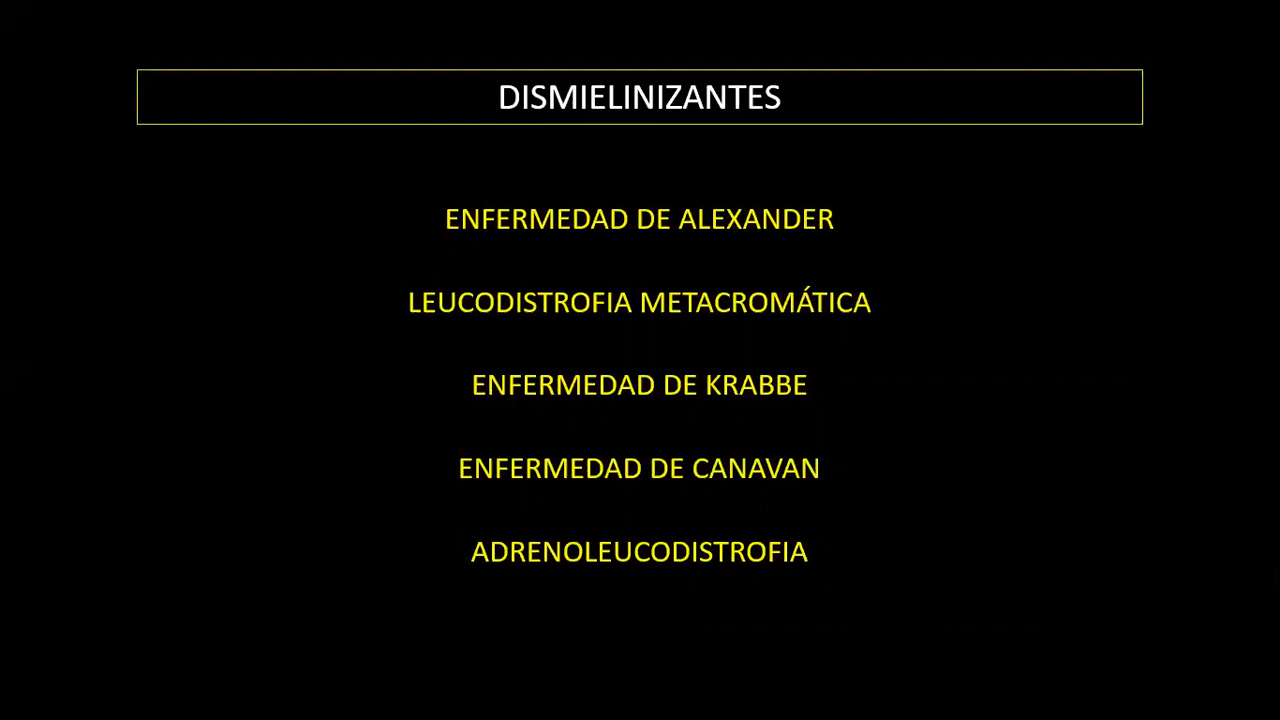 DISMIELINIZANTES
ENFERMEDAD DE ALEXANDER
LEUCODISTROFIA METACROMÁTICA
ENFERMEDAD DE KRABBE
ENFERMEDAD DE CANAVAN
ADRENOLEUCODISTROFIA